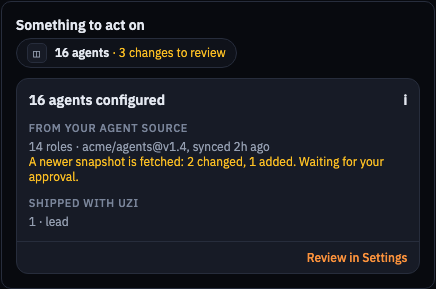 Something to act on
16 agents · 3 changes to review
16 agents configured
i
FROM YOUR AGENT SOURCE
14 roles · acme/agents@v1.4, synced 2h ago
A newer snapshot is fetched: 2 changed, 1 added. Waiting for your
approval.
SHIPPED WITH UZI
1 · lead
Review in Settings